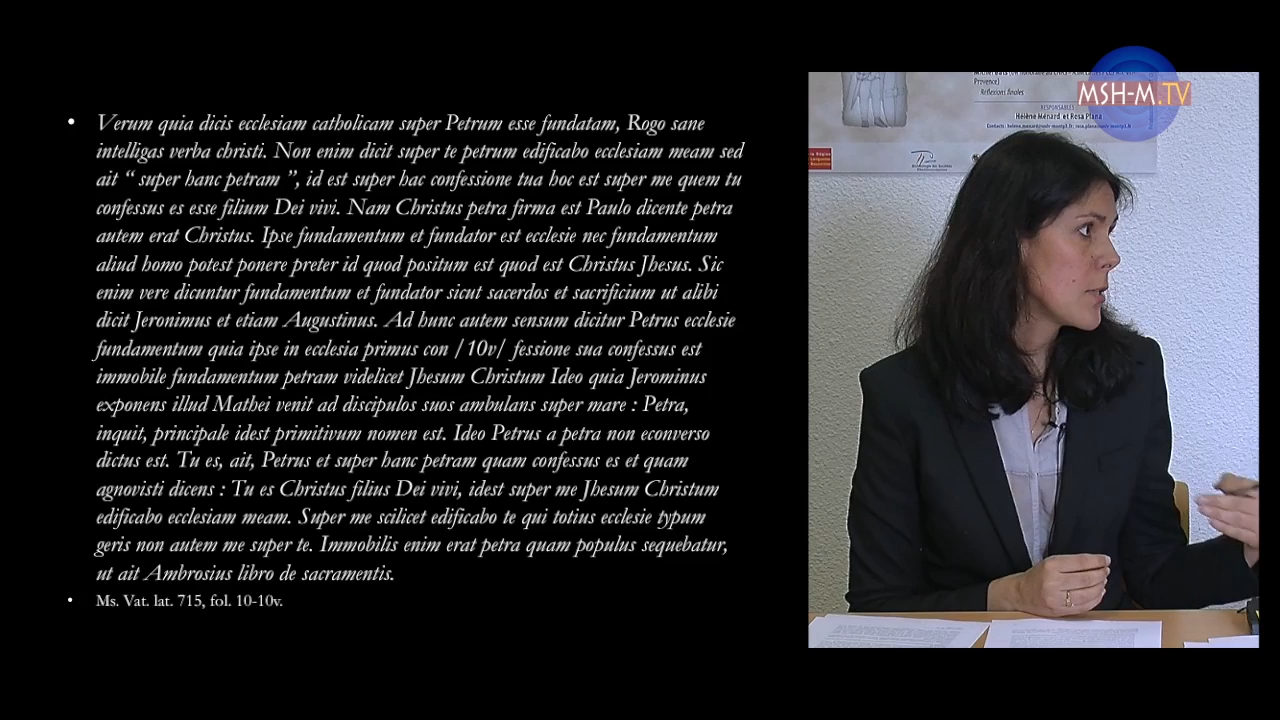 • Verum quia dicis ecclesiam catholicam super Petrum esse fundatam, Rogo sane
intelligas verba christi. Non enim dicit super te petrum edificabo ecclesiam meam sed
ait “ super hanc petram ”, id est super hac confessione tua hoc est super me quem tu
confessus es esse filium Dei vivi. Nam Christus petra firma est Paulo dicente petra
autem erat Christus. Ipse fundamentum et fundator est ecclesie nec fundamentum
aliud homo potest ponere preter id quod positum est quod est Christus Jhesus. Sic
enim vere dicuntur fundamentum et fundator sicut sacerdos et sacrificium ut alibi
dicit Jeronimus et etiam Augustinus. Ad hunc autem sensum dicitur Petrus ecclesie
fundamentum quia ipse in ecclesia primus con /10v/ fessione sua confessus est
immobile fundamentum petram videlicet Jhesum Christum Ideo quia Jerominus
exponens illud Mathei venit ad discipulos suos ambulans super mare : Petra,
inquit, principale idest primitivum nomen est. Ideo Petrus a petra non econverso
dictus est. Tu es, ait, Petrus et super hanc petram quam confessus es et quam
agnovisti dicens : Tu es Christus filius Dei vivi, idest super me Jhesum Christum
edificabo ecclesiam meam. Super me scilicet edificabo te qui totius ecclesie typum
geris non autem me super te. Immobilis enim erat petra quam populus sequebatur,
ut ait Ambrosius libro de sacramentis.
• Ms. Vat. lat. 715, fol. 10-10v.
MSH-M.TV
Provence)
Réflexions finales
RESPONSABLES
Hélène Ménard et Rosa Plana